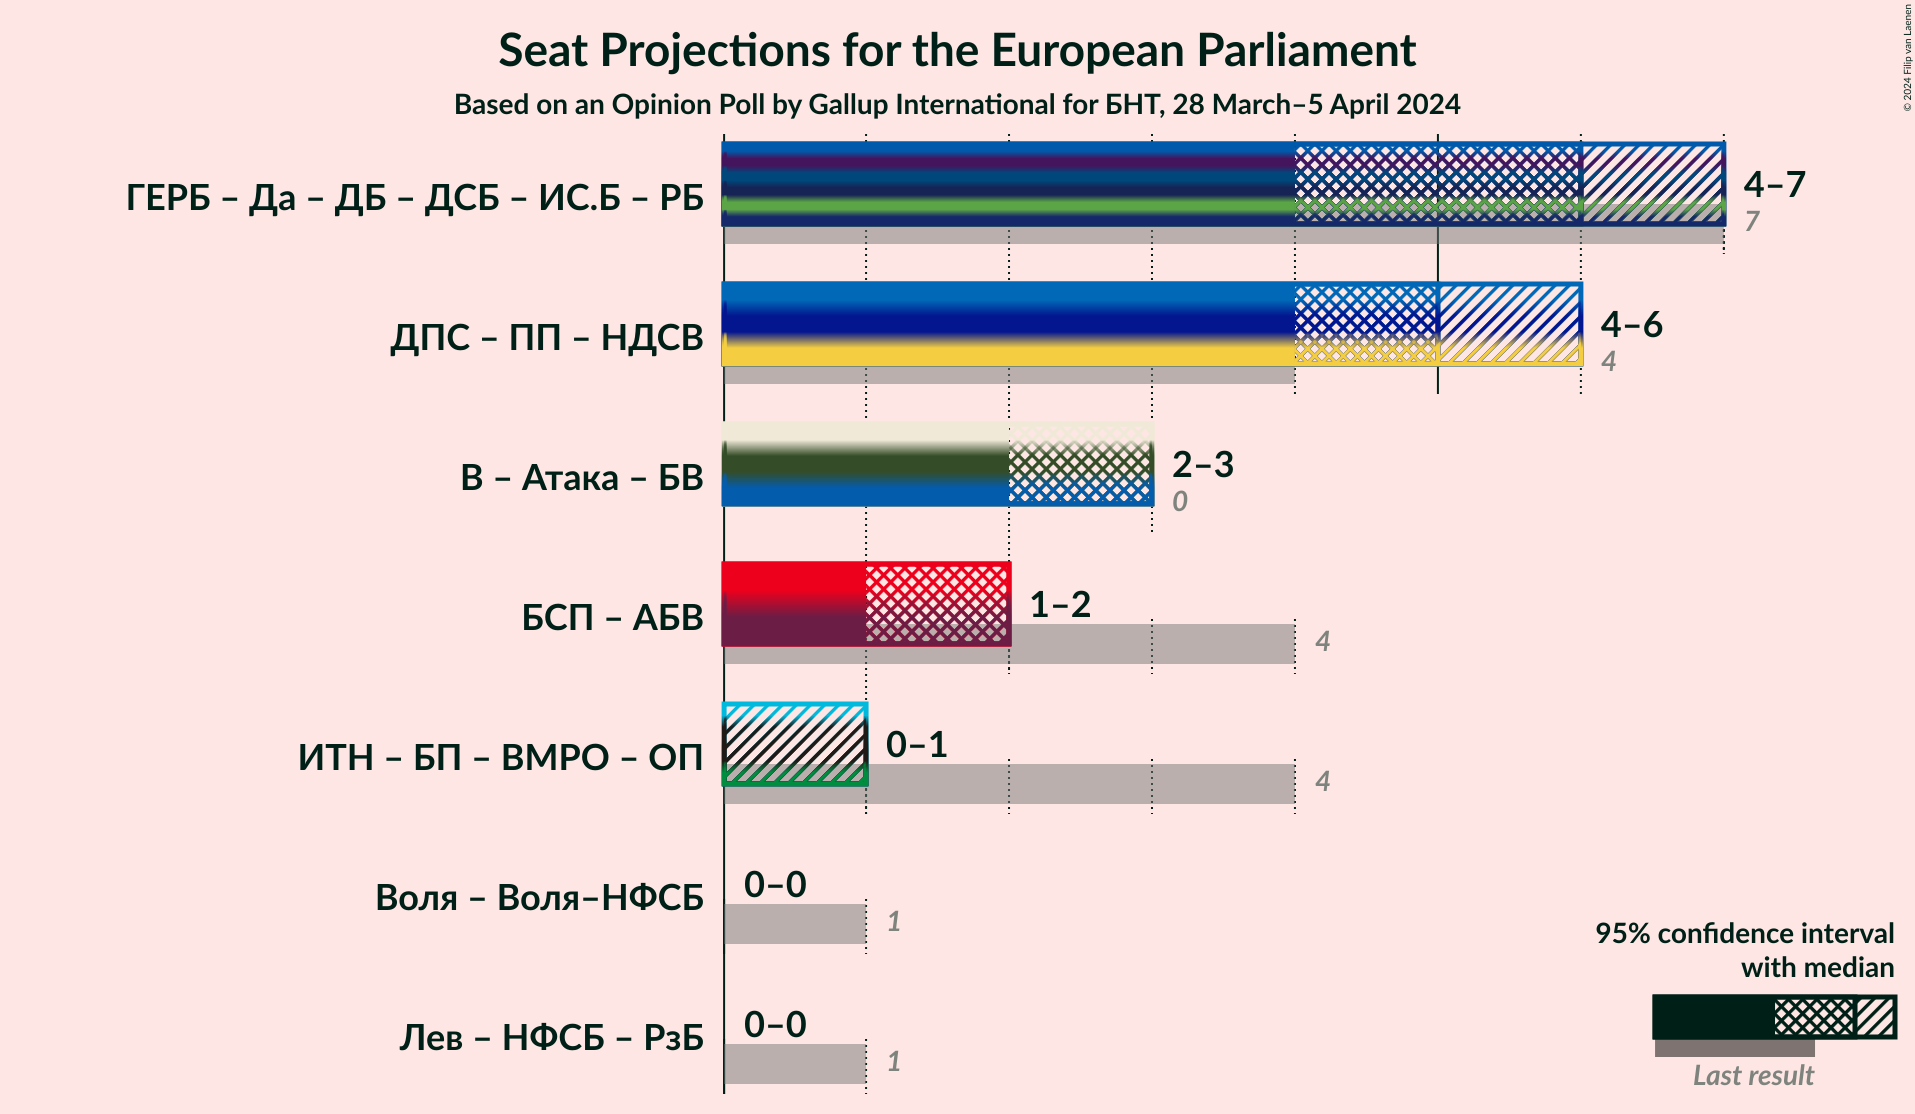 Seat Projections for the European Parliament
Based on an Opinion Poll by Gallup International for БНТ, 28 March–5 April 2024
© 2024 Filip van Laenen
ГЕРБ – Да – ДБ – ДСБ – ИС.Б – РБ
4–7
7
ДПС – ПП – НДСВ
4–6
4
В – Атака – БВ
2–3
0
БСП – АБВ
1–2
4
ИТН – БП – ВМРО – ОП
0–1
4
Воля – Воля–НФСБ
0–0
1
Лев – НФСБ – РзБ
0–0
1
95% confidence interval
with median
Last result